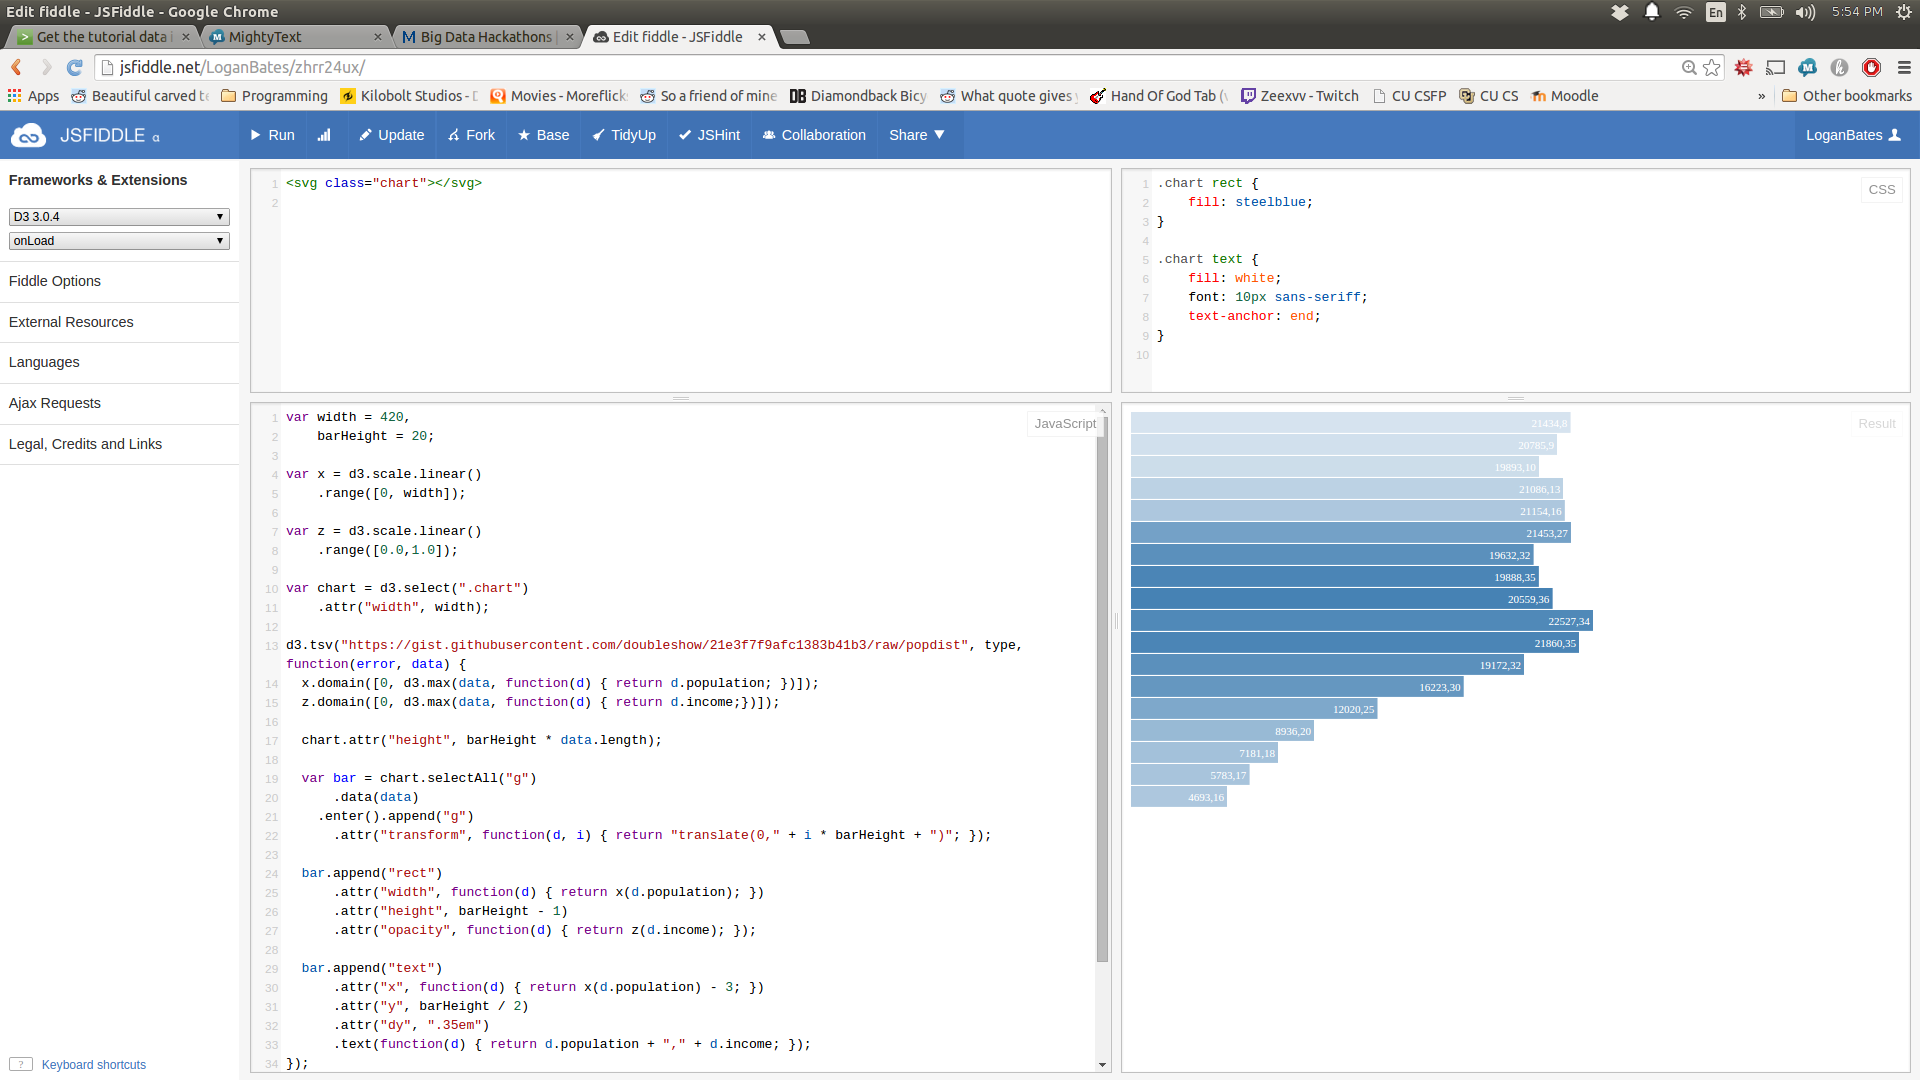 Edit fiddle - JSFiddle - Google Chrome
En
5:54 PM
Get the tutorial data i
MightyText
Big Data Hackathons |
Edit fiddle - JSFiddle
jsfiddle.net/LoganBates/zhrr24ux/
Apps
Beautiful carved te
Programming
Kilobolt Studios - D
Movies - Moreflick
So a friend of mine
DB Diamondback Bicy
What quote gives y
Hand Of God Tab (v
Zeexvv - Twitch
CU CSFP
CU CS
Moodle
»
Other bookmarks
JSFIDDLE α
Run
Update
Fork
Base
TidyUp
JSHint
Collaboration
Share
LoganBates
Frameworks & Extensions
D3 3.0.4
onLoad
Fiddle Options
External Resources
Languages
Ajax Requests
Legal, Credits and Links
? Keyboard shortcuts
1 <svg class="chart"></svg>
2
CSS
1 .chart rect {
2 fill: steelblue;
3 }
4
5 .chart text {
6 fill: white;
7 font: 10px sans-seriff;
8 text-anchor: end;
9 }
10
JavaScript
1 var width = 420,
2 barHeight = 20;
3
4 var x = d3.scale.linear()
5 .range([0, width]);
6
7 var z = d3.scale.linear()
8 .range([0.0,1.0]);
9
10 var chart = d3.select(".chart")
11 .attr("width", width);
12
13 d3.tsv("https://gist.githubusercontent.com/doubleshow/21e3f7f9afc1383b41b3/raw/popdist", type,
function(error, data) {
14 x.domain([0, d3.max(data, function(d) { return d.population; })]);
15 z.domain([0, d3.max(data, function(d) { return d.income;})]);
16
17 chart.attr("height", barHeight * data.length);
18
19 var bar = chart.selectAll("g")
20 .data(data)
21 .enter().append("g")
22 .attr("transform", function(d, i) { return "translate(0," + i * barHeight + ")"; });
23
24 bar.append("rect")
25 .attr("width", function(d) { return x(d.population); })
26 .attr("height", barHeight - 1)
27 .attr("opacity", function(d) { return z(d.income); });
28
29 bar.append("text")
30 .attr("x", function(d) { return x(d.population) - 3; })
31 .attr("y", barHeight / 2)
32 .attr("dy", ".35em")
33 .text(function(d) { return d.population + "," + d.income; });
34 });
Result
21434,8
20785,9
19893,10
21086,13
21154,16
21453,27
19632,32
19888,35
20559,36
22527,34
21860,35
19172,32
16223,30
12020,25
8936,20
7181,18
5783,17
4693,16